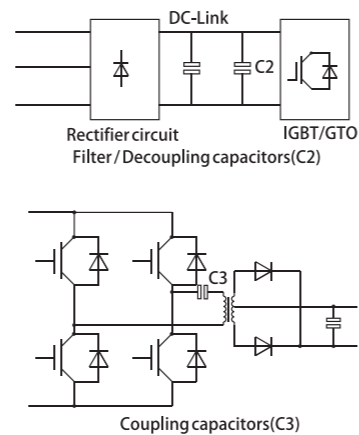 DC-Link
C2
Rectifier circuit
IGBT/GTO
Filter/Decoupling capacitors(C2)
C3
Coupling capacitors(C3)